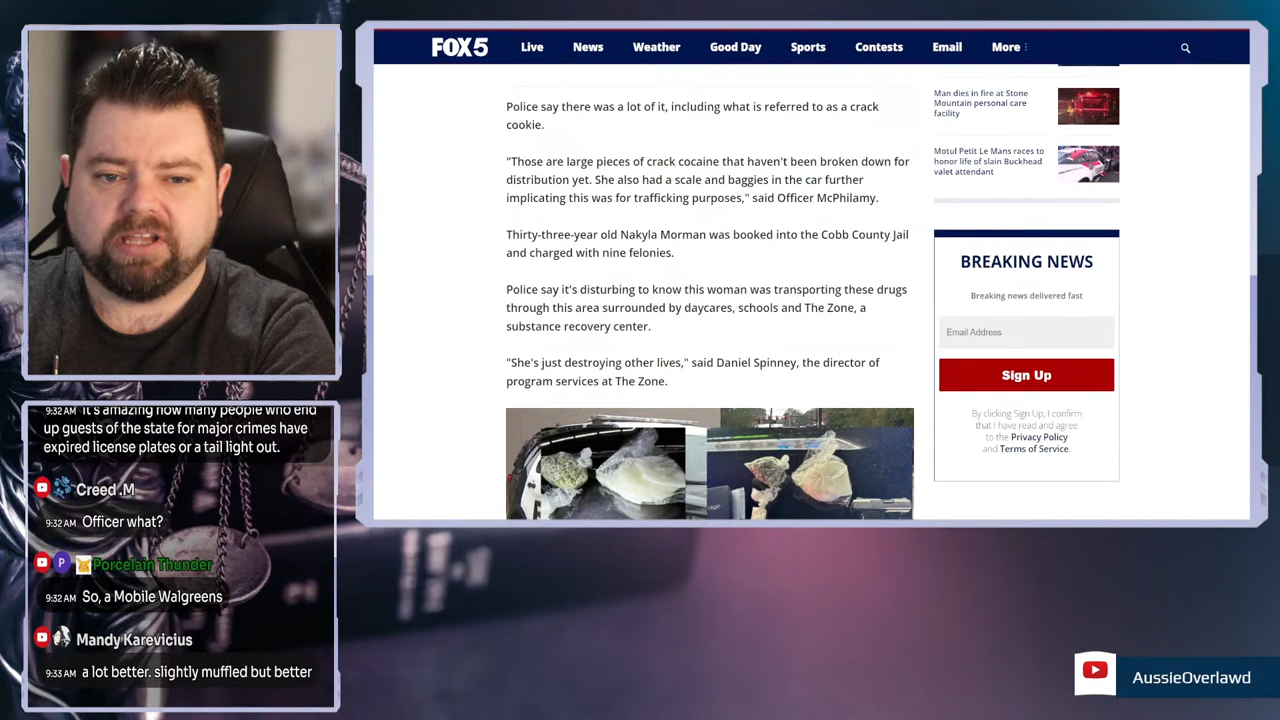 FOX 5
Live
News
Weather
Good Day
Sports
Contests
Email
More
Police say there was a lot of it, including what is referred to as a crack
cookie.
"Those are large pieces of crack cocaine that haven't been broken down for
distribution yet. She also had a scale and baggies in the car further
implicating this was for trafficking purposes," said Officer McPhilamy.
Thirty-three-year old Nakyla Morman was booked into the Cobb County Jail
and charged with nine felonies.
Police say it's disturbing to know this woman was transporting these drugs
through this area surrounded by daycares, schools and The Zone, a
substance recovery center.
"She's just destroying other lives," said Daniel Spinney, the director of
program services at The Zone.
Man dies in fire at Stone
Mountain personal care
facility
Motul Petit Le Mans races to
honor life of slain Buckhead
valet attendant
BREAKING NEWS
Breaking news delivered fast
Email Address
Sign Up
By clicking Sign Up, I confirm
that I have read and agree
to the Privacy Policy
and Terms of Service.
9:32 AM It's amazing how many people who end
up guests of the state for major crimes have
expired license plates or a tail light out.
Creed .M
9:32 AM Officer what?
P Porcelain Thunder
9:32 AM So, a Mobile Walgreens
Mandy Karevicius
9:33 AM a lot better. slightly muffled but better
AussieOverlawd